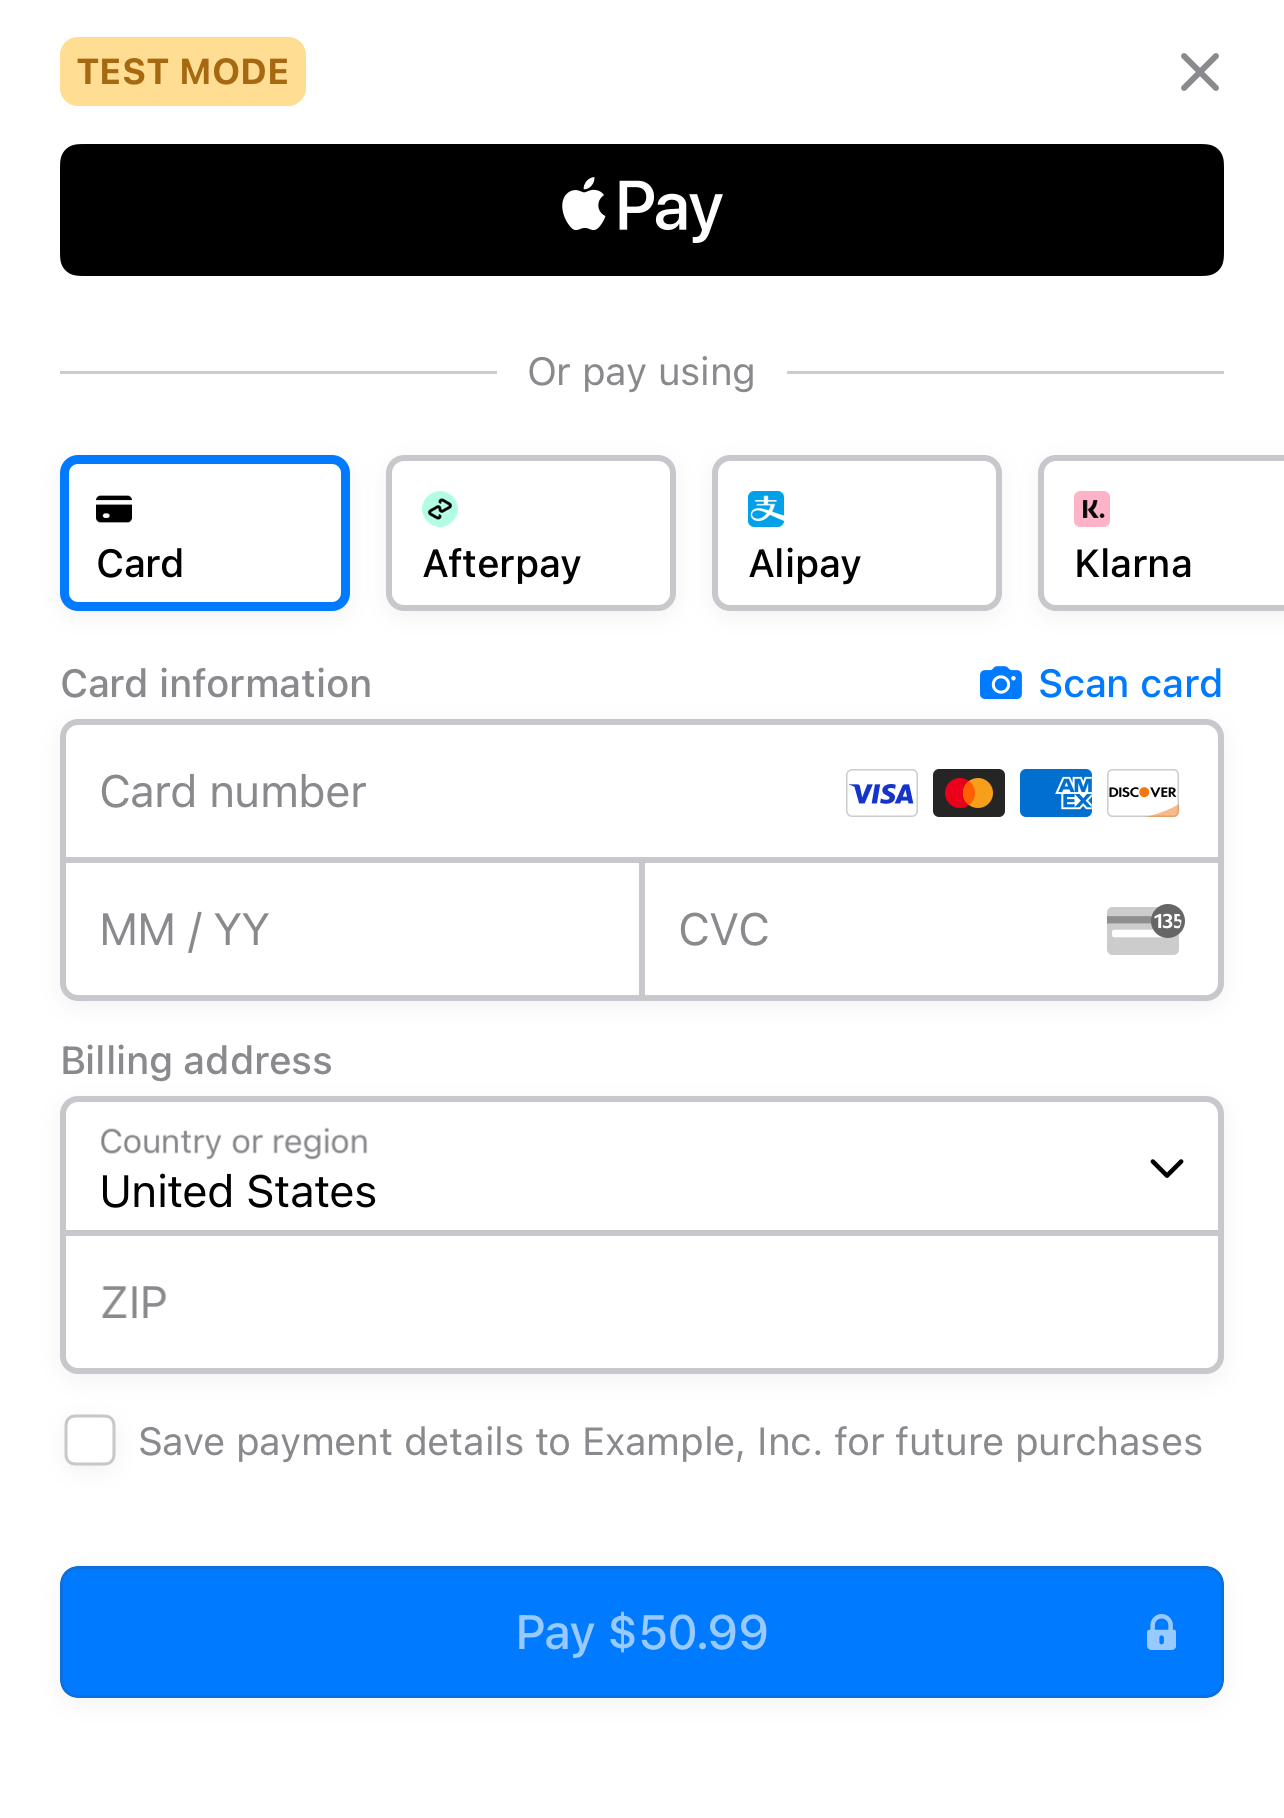 TEST MODE
Pay
Or pay using
Card
Afterpay
支
Alipay
K.
Klarna
Card information
Scan card
Card number
VISA
AM
EX
DISCOVER
MM / YY
CVC
135
Billing address
Country or region
United States
ZIP
Save payment details to Example, Inc. for future purchases
Pay $50.99